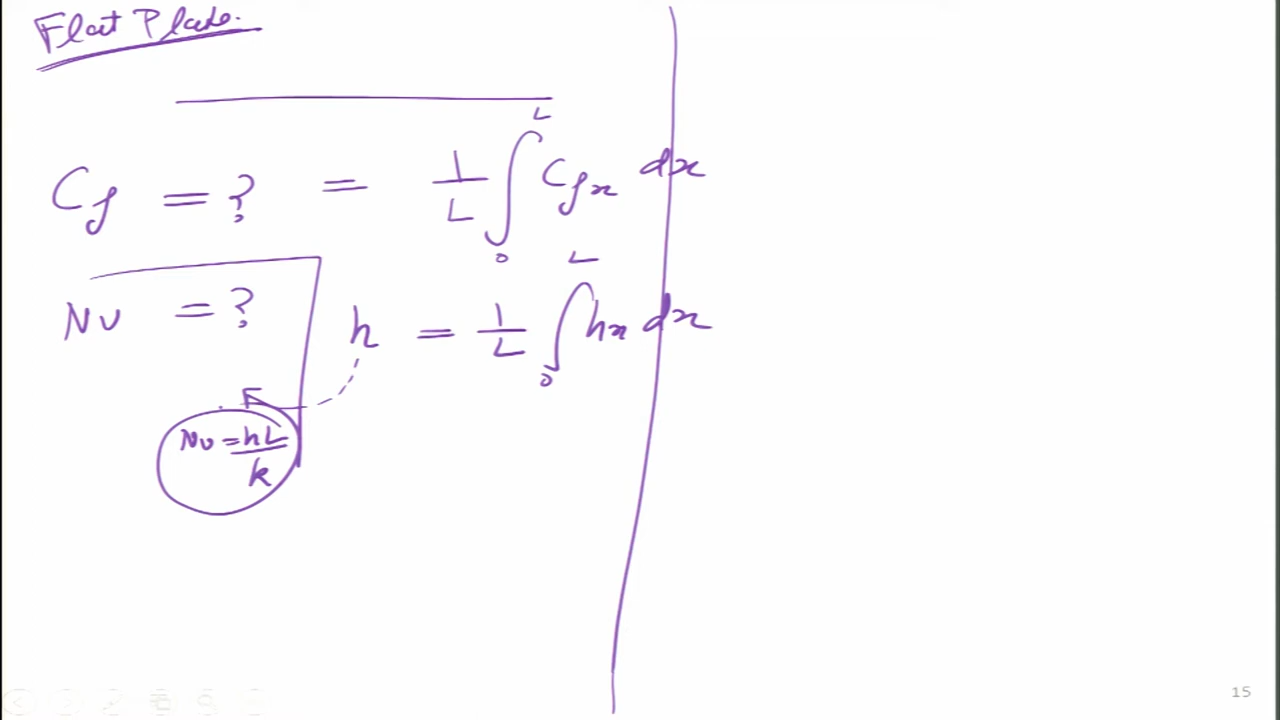 Flat Plate.
Cf = ? = 1/L ∫₀ᴸ Cfx dx
Nu = ? h = 1/L ∫₀ᴸ hx dx
Nu = hL/k
15